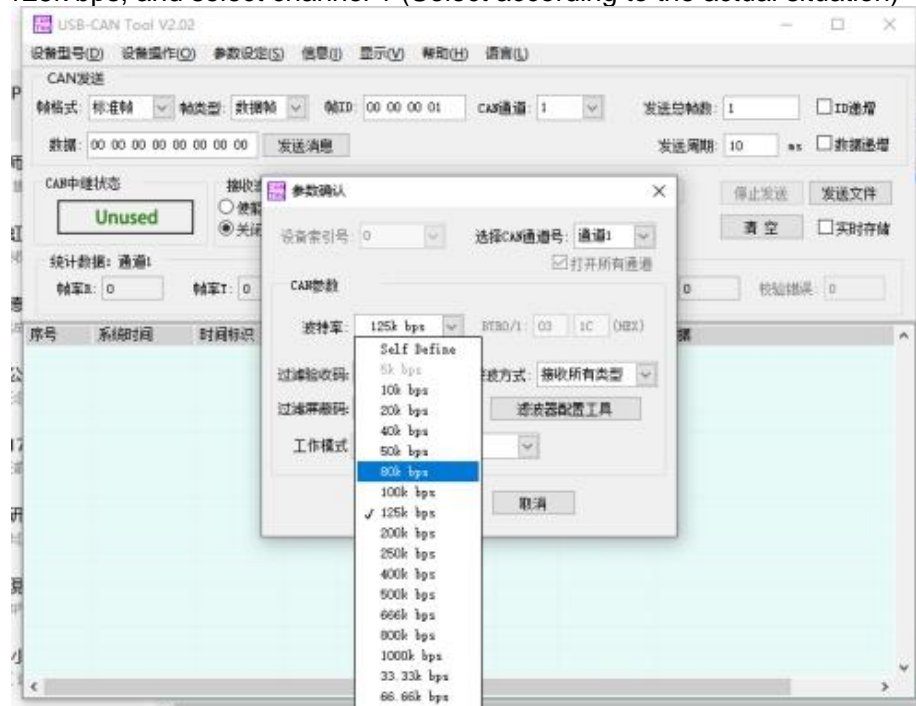 125k bps, and select channel 1 (Select according to the actual situation)
USB-CAN Tool V2.02
设备型号(D) 设备操作(O) 参数设定(S) 信息(I) 显示(V) 帮助(H) 语言(L)
CAN发送
帧格式: 标准帧 帧类型: 数据帧 帧ID: 00 00 00 01 CAN通道: 1 发送总帧数: 1 ID递增
数据: 00 00 00 00 00 00 00 00 发送消息 发送周期: 10 ms 数据递增
CAN中继状态
Unused
停止发送 发送文件
清 空 实时存储
统计数据: 通道1
帧率R: 0 帧率T: 0 0 校验错误: 0
序号 系统时间 时间标识
参数确认
设备索引号: 0 选择CAN通道号: 通道1
打开所有通道
CAN参数
波特率: 125k bps BTR0/1: 03 1C (HEX)
过滤验收码: 接收所有类型
过滤屏蔽码: 滤波器配置工具
工作模式
取消
Self Define
5k bps
10k bps
20k bps
40k bps
50k bps
80k bps
100k bps
✓ 125k bps
200k bps
250k bps
400k bps
500k bps
666k bps
800k bps
1000k bps
33.33k bps
66.66k bps